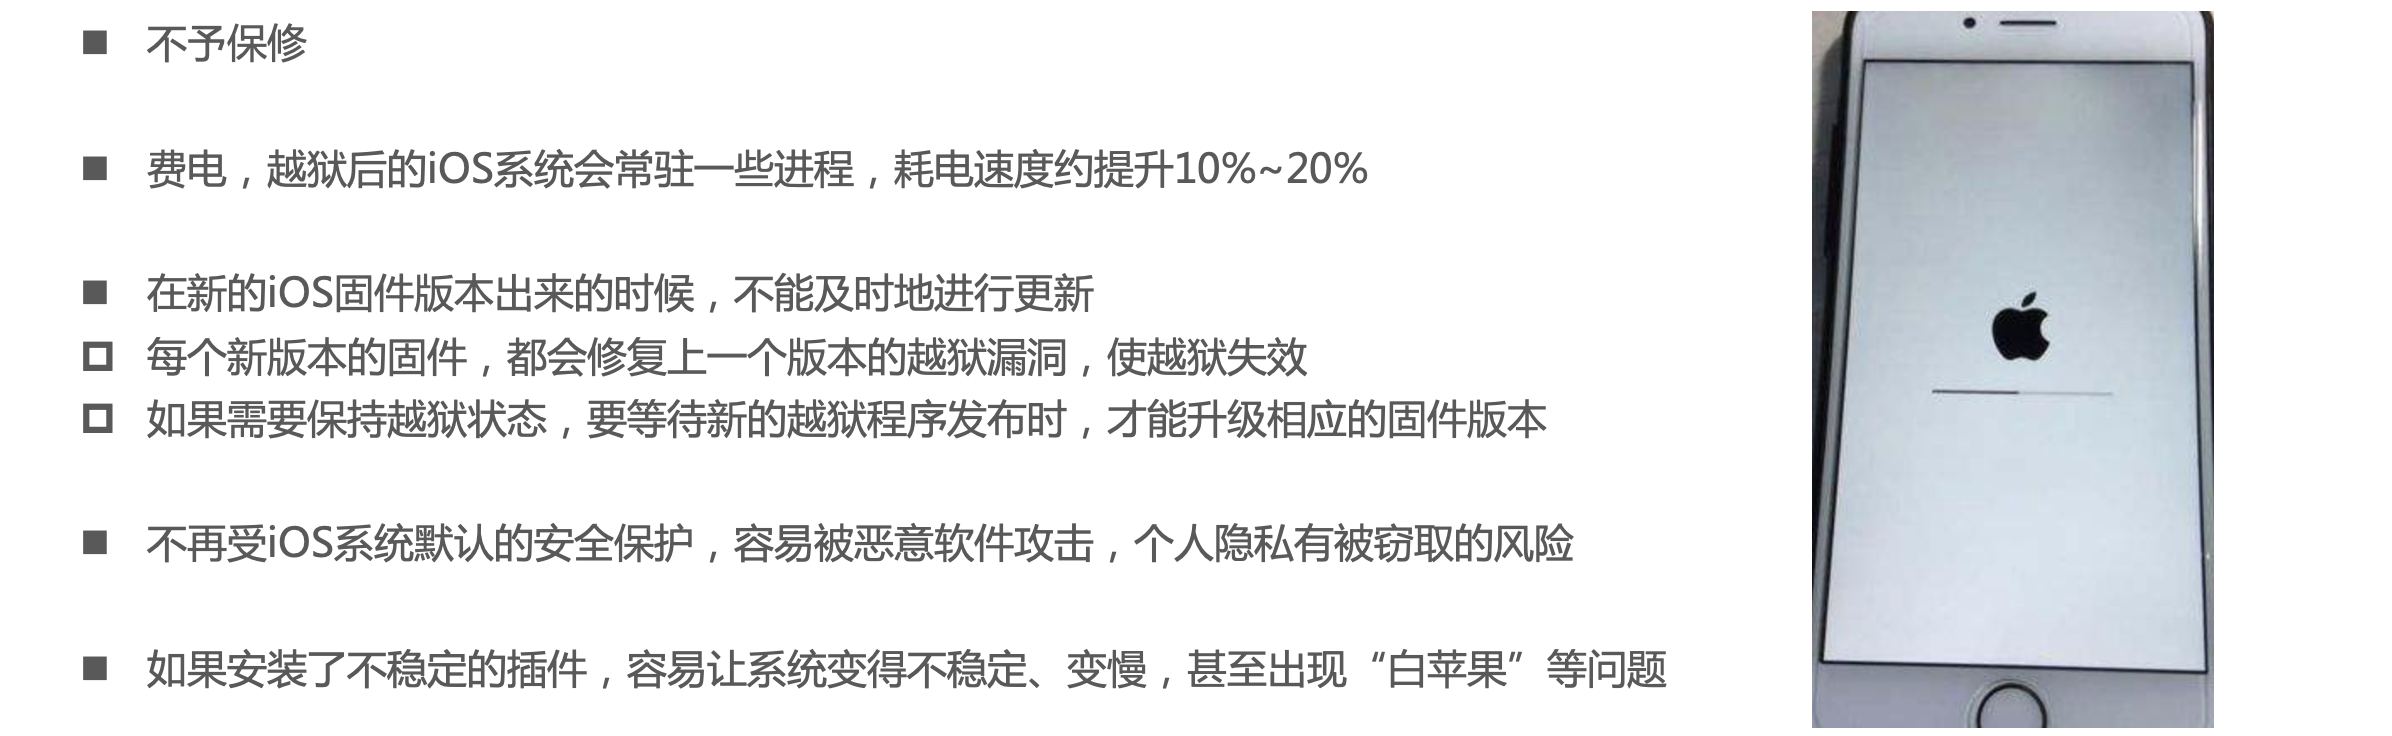 不予保修
费电，越狱后的iOS系统会常驻一些进程，耗电速度约提升10%~20%
在新的iOS固件版本出来的时候，不能及时地进行更新
每个新版本的固件，都会修复上一个版本的越狱漏洞，使越狱失效
如果需要保持越狱状态，要等待新的越狱程序发布时，才能升级相应的固件版本
不再受iOS系统默认的安全保护，容易被恶意软件攻击，个人隐私有被窃取的风险
如果安装了不稳定的插件，容易让系统变得不稳定、变慢，甚至出现“白苹果”等问题